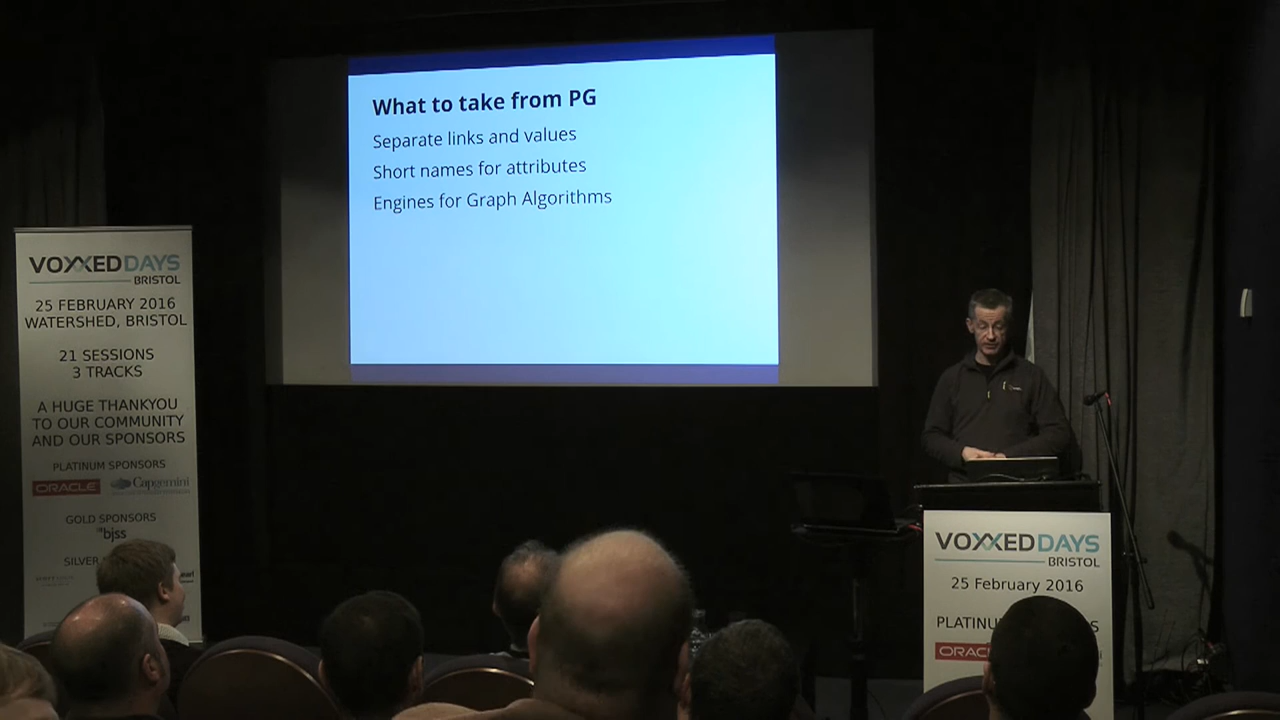 What to take from PG
Separate links and values
Short names for attributes
Engines for Graph Algorithms
VOXXEDDAYS
BRISTOL
25 FEBRUARY 2016
WATERSHED, BRISTOL
21 SESSIONS
3 TRACKS
A HUGE THANKYOU
TO OUR COMMUNITY
AND OUR SPONSORS
PLATINUM SPONSORS
ORACLE Capgemini
GOLD SPONSORS
bjss
SILVER
VOXXEDDAYS
BRISTOL
25 February 2016